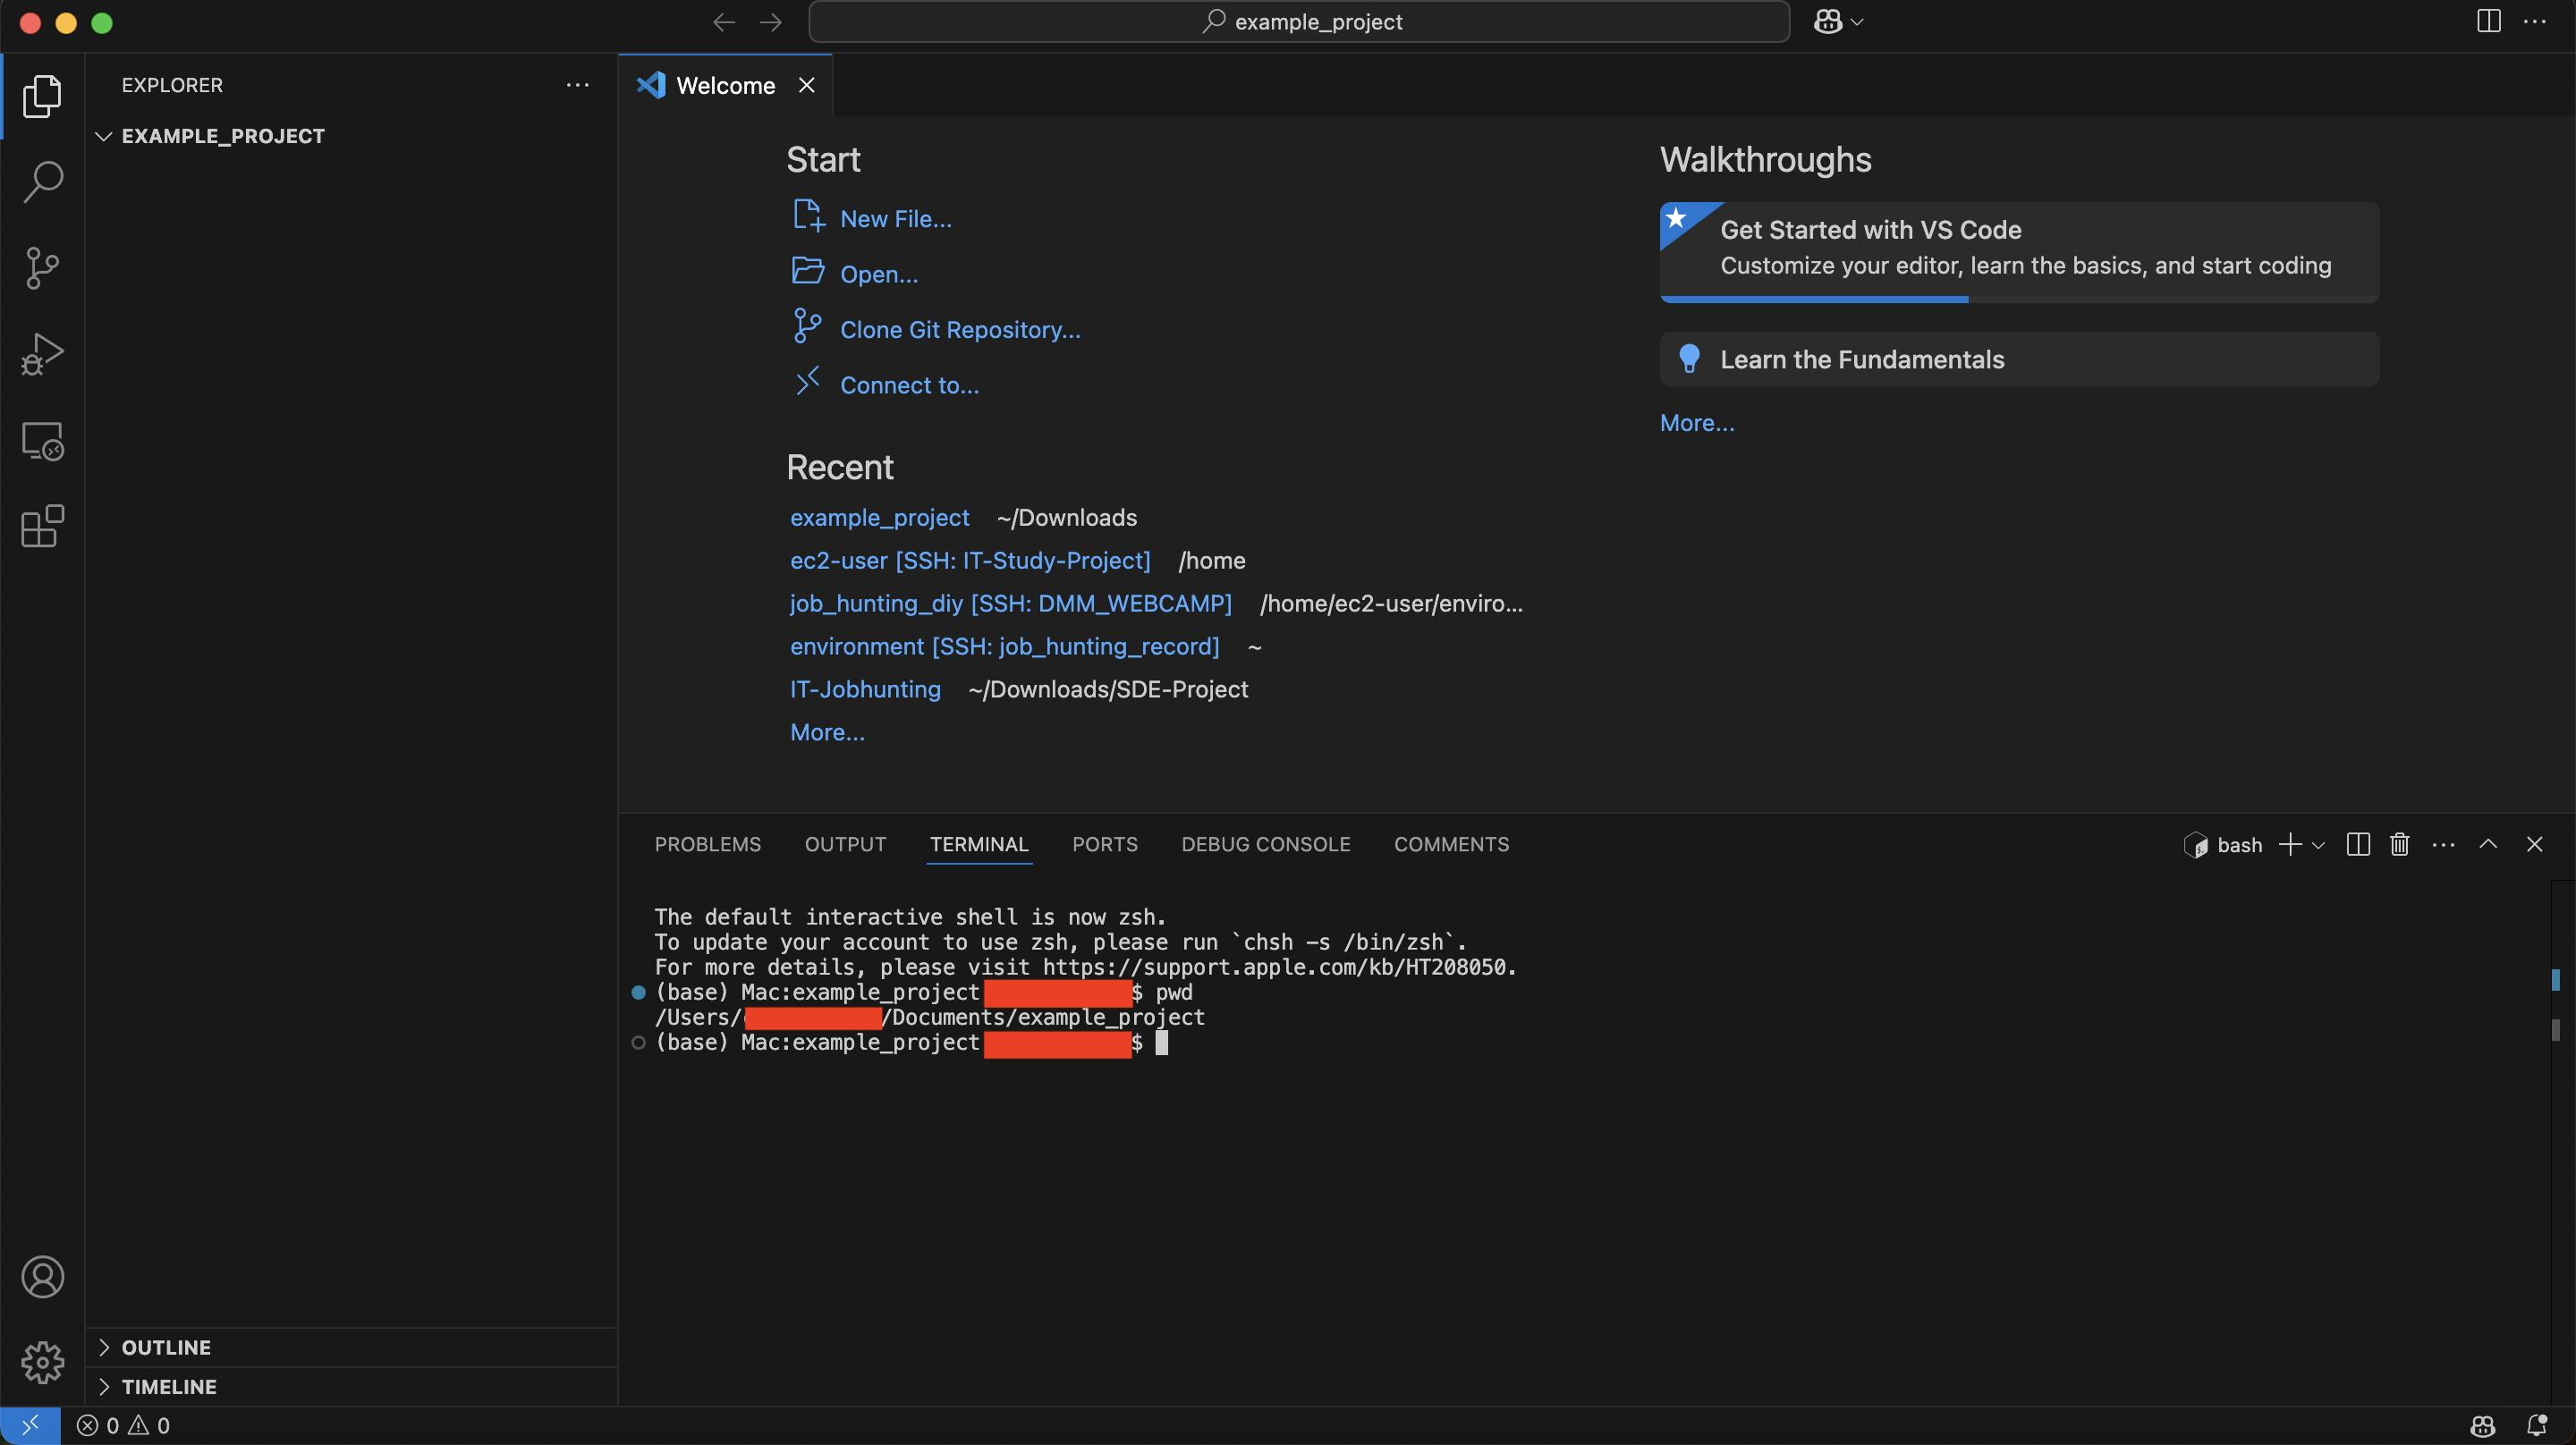 example_project
EXPLORER
EXAMPLE_PROJECT
OUTLINE
TIMELINE
Welcome
Start
New File...
Open...
Clone Git Repository...
Connect to...
Recent
example_project ~/Downloads
ec2-user [SSH: IT-Study-Project] /home
job_hunting_diy [SSH: DMM_WEBCAMP] /home/ec2-user/enviro...
environment [SSH: job_hunting_record] ~
IT-Jobhunting ~/Downloads/SDE-Project
More...
Walkthroughs
Get Started with VS Code
Customize your editor, learn the basics, and start coding
Learn the Fundamentals
More...
PROBLEMS OUTPUT TERMINAL PORTS DEBUG CONSOLE COMMENTS
bash
The default interactive shell is now zsh.
To update your account to use zsh, please run `chsh -s /bin/zsh`.
For more details, please visit https://support.apple.com/kb/HT208050.
(base) Mac:example_project $ pwd
/Users/ /Documents/example_project
(base) Mac:example_project $
0 0